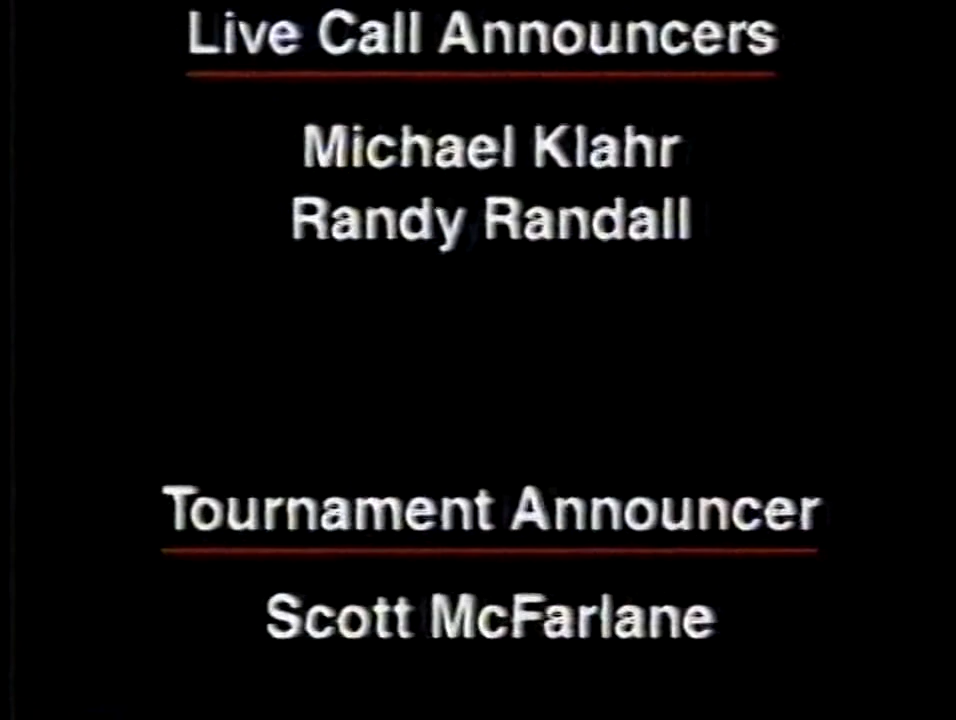 Live Call Announcers
Michael Klahr
Randy Randall
Tournament Announcer
Scott McFarlane